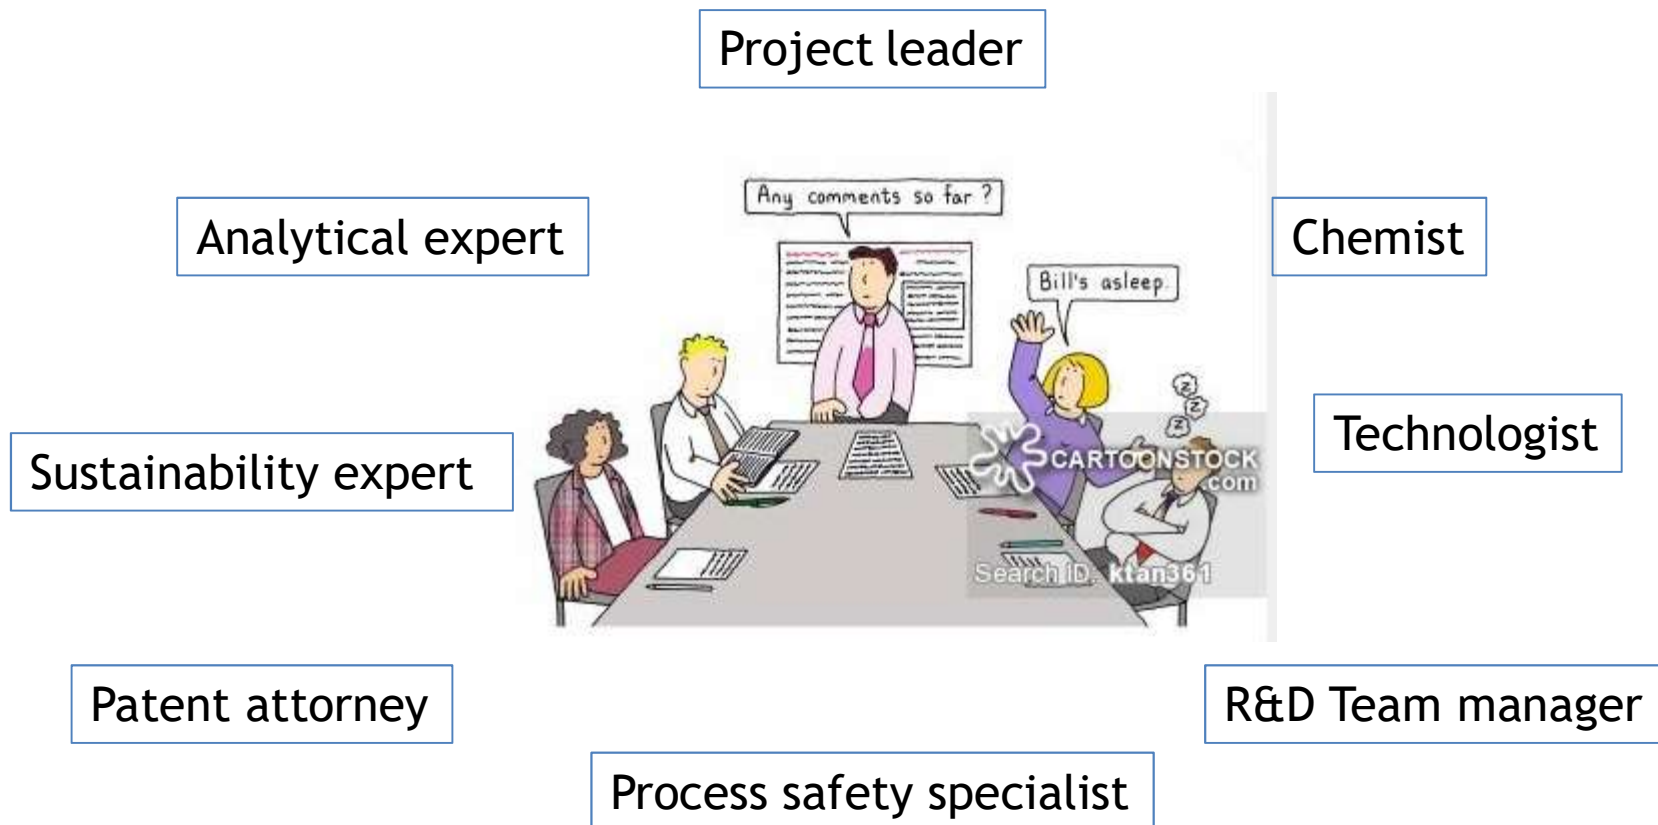 Project leader
Any comments so far ?
Analytical expert
Chemist
Bill's asleep.
z
z
z
Technologist
Sustainability expert
CARTOONSTOCK
.com
Search ID: ktan361
Patent attorney
R&D Team manager
Process safety specialist